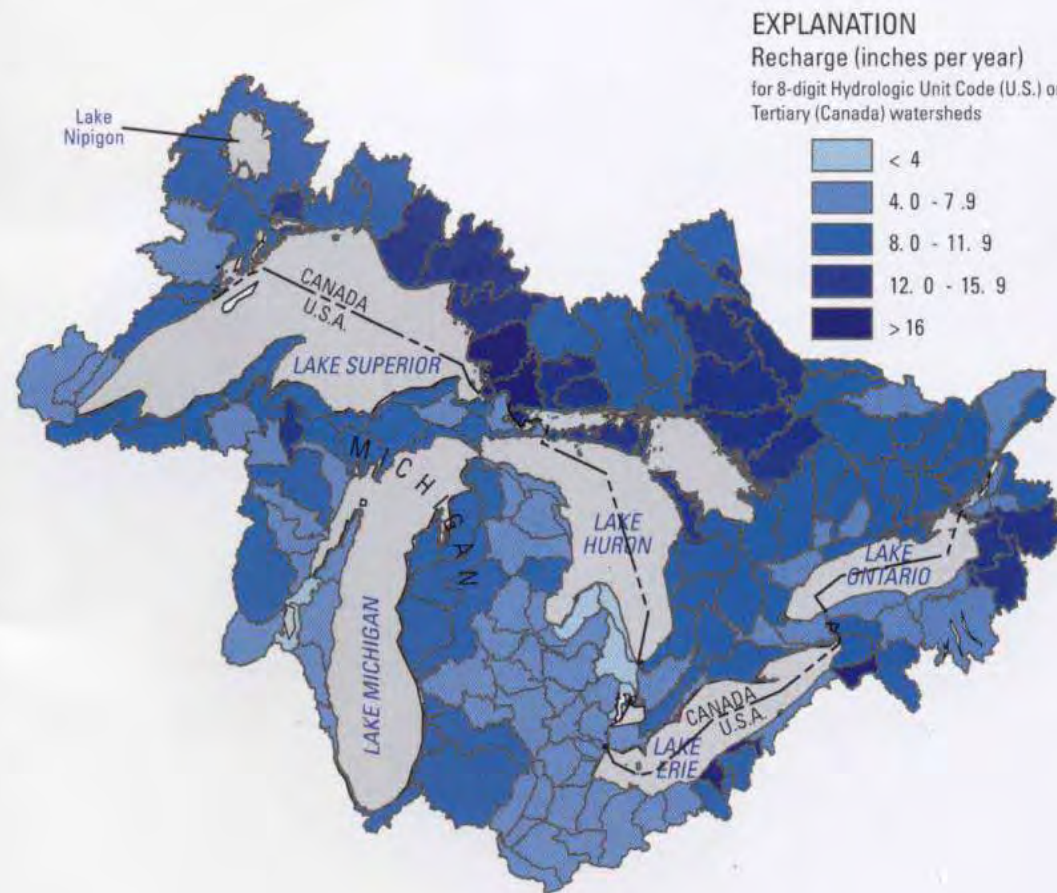 EXPLANATION
Recharge (inches per year)
for 8-digit Hydrologic Unit Code (U.S.) or
Tertiary (Canada) watersheds
< 4
4. 0 - 7 .9
8. 0 - 11. 9
12. 0 - 15. 9
> 16
Lake
Nipigon
CANADA
U.S.A.
LAKE SUPERIOR
MICHIGAN
LAKE
HURON
LAKE
ONTARIO
LAKE MICHIGAN
CANADA
U.S.A.
LAKE
ERIE